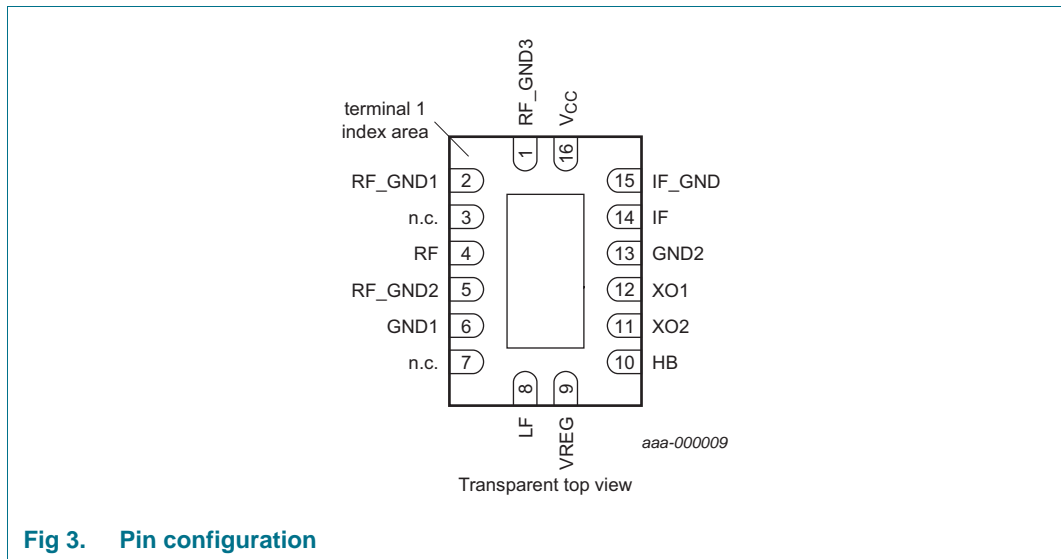 RF_GND3
VCC
terminal 1
index area
1
16
RF_GND1 2
15 IF_GND
n.c. 3
14 IF
RF 4
13 GND2
RF_GND2 5
12 XO1
GND1 6
11 XO2
n.c. 7
10 HB
8
9
LF
VREG
aaa-000009
Transparent top view
Fig 3. Pin configuration